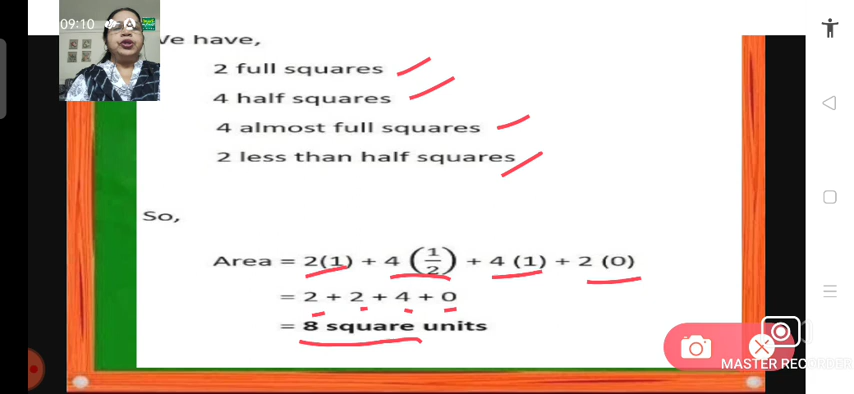 09:10
We have,
2 full squares
4 half squares
4 almost full squares
2 less than half squares
So,
Area = 2(1) + 4 (1/2) + 4 (1) + 2 (0)
= 2 + 2 + 4 + 0
= 8 square units
MASTER RECORDER